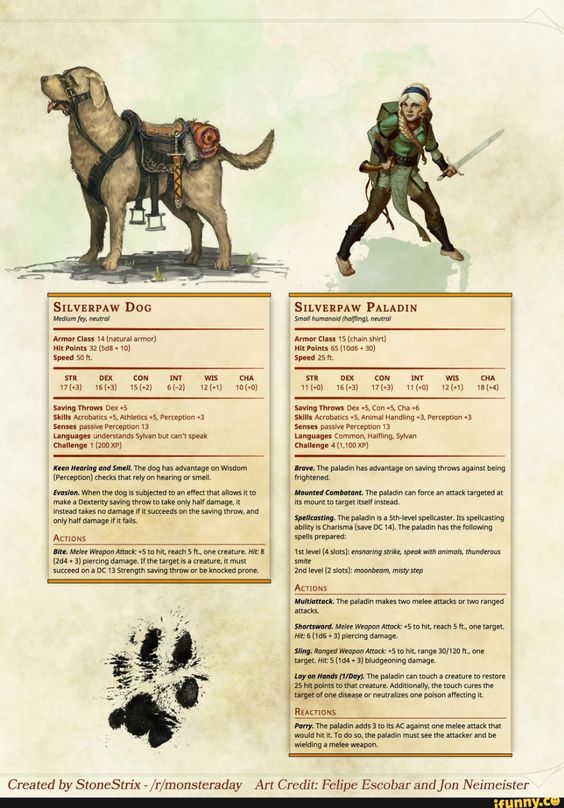 SILVERPAW DOG
Medium fey, neutral
Armor Class 14 (natural armor)
Hit Points 32 (5d8 + 10)
Speed 50 ft.
STR DEX CON INT WIS CHA
17 (+3) 16 (+3) 15 (+2) 6 (–2) 12 (+1) 10 (+0)
Saving Throws Dex +5
Skills Acrobatics +5, Athletics +5, Perception +3
Senses passive Perception 13
Languages understands Sylvan but can't speak
Challenge 1 (200 XP)
Keen Hearing and Smell. The dog has advantage on Wisdom
(Perception) checks that rely on hearing or smell.
Evasion. When the dog is subjected to an effect that allows it to
make a Dexterity saving throw to take only half damage, it
instead takes no damage if it succeeds on the saving throw, and
only half damage if it fails.
ACTIONS
Bite. Melee Weapon Attack: +5 to hit, reach 5 ft., one creature. Hit: 8
(2d4 + 3) piercing damage. If the target is a creature, it must
succeed on a DC 13 Strength saving throw or be knocked prone.
SILVERPAW PALADIN
Small humanoid (halfling), neutral
Armor Class 15 (chain shirt)
Hit Points 65 (10d6 + 30)
Speed 25 ft.
STR DEX CON INT WIS CHA
11 (+0) 16 (+3) 17 (+3) 11 (+0) 12 (+1) 18 (+4)
Saving Throws Dex +5, Con +5, Cha +6
Skills Acrobatics +5, Animal Handling +3, Perception +3
Senses passive Perception 13
Languages Common, Halfling, Sylvan
Challenge 4 (1,100 XP)
Brave. The paladin has advantage on saving throws against being
frightened.
Mounted Combatant. The paladin can force an attack targeted at
its mount to target itself instead.
Spellcasting. The paladin is a 5th-level spellcaster. Its spellcasting
ability is Charisma (save DC 14). The paladin has the following
spells prepared:
1st level (4 slots): ensnaring strike, speak with animals, thunderous
smite
2nd level (2 slots): moonbeam, misty step
ACTIONS
Multiattack. The paladin makes two melee attacks or two ranged
attacks.
Shortsword. Melee Weapon Attack: +5 to hit, reach 5 ft., one target.
Hit: 6 (1d6 + 3) piercing damage.
Sling. Ranged Weapon Attack: +5 to hit, range 30/120 ft., one
target. Hit: 5 (1d4 + 3) bludgeoning damage.
Lay on Hands (1/Day). The paladin can touch a creature to restore
25 hit points to that creature. Additionally, the touch cures the
target of one disease or neutralizes one poison affecting it.
REACTIONS
Parry. The paladin adds 3 to its AC against one melee attack that
would hit it. To do so, the paladin must see the attacker and be
wielding a melee weapon.
Created by StoneStrix - /r/monsteraday Art Credit: Felipe Escobar and Jon Neimeister
ifunny.co